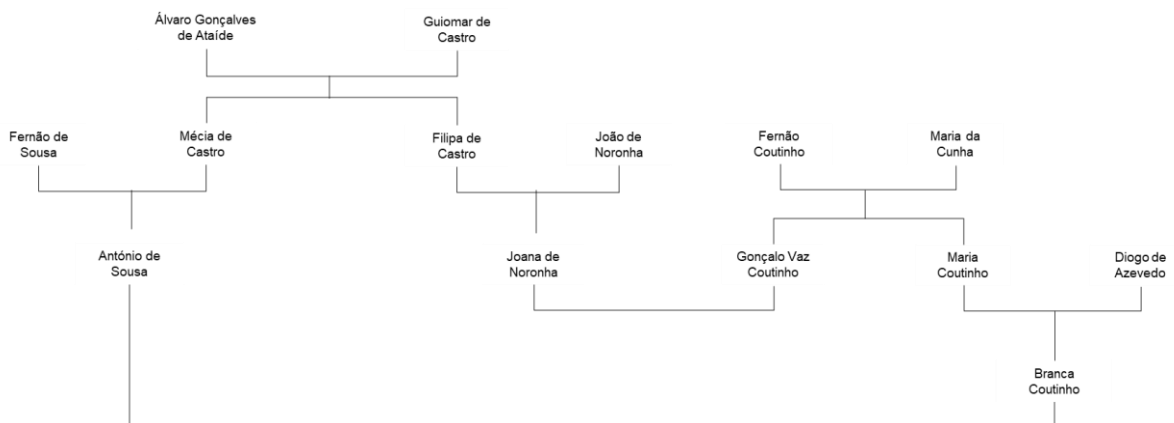 Álvaro Gonçalves
de Ataíde
Guiomar de
Castro
Fernão de
Sousa
Mécia de
Castro
Filipa de
Castro
João de
Noronha
Fernão
Coutinho
Maria da
Cunha
António de
Sousa
Joana de
Noronha
Gonçalo Vaz
Coutinho
Maria
Coutinho
Diogo de
Azevedo
Branca
Coutinho